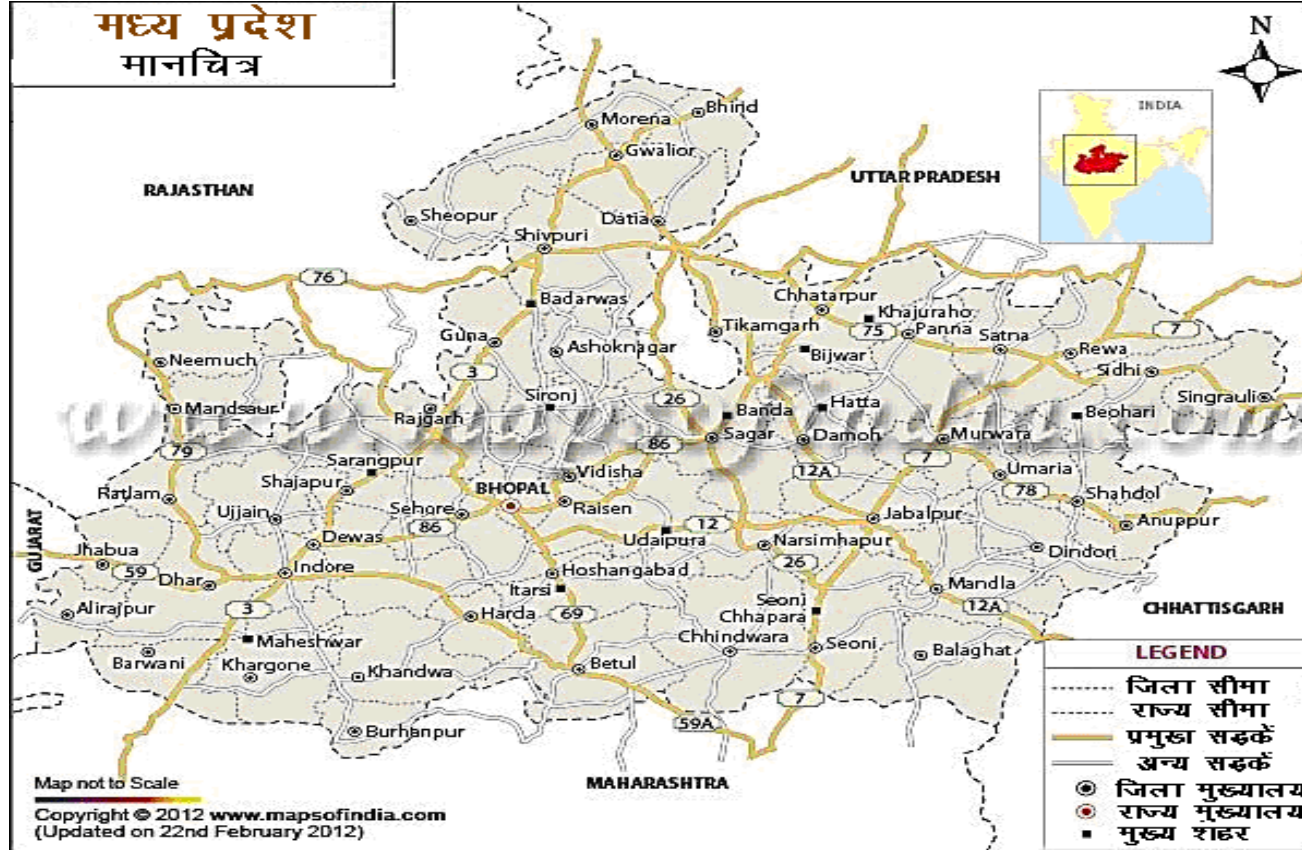 मध्य प्रदेश
मानचित्र
N
INDIA
RAJASTHAN
UTTAR PRADESH
GUJARAT
CHHATTISGARH
MAHARASHTRA
Bhind
Morena
Gwalior
Sheopur
Datia
Shivpuri
76
Badarwas
Chhatarpur
Khajuraho
75
Panna
Tikamgarh
Satna
7
Guna
Ashoknagar
Bijwar
Rewa
Neemuch
3
Sidhi
Singrauli
www.mapsofindia.com
Mandsaur
Rajgarh
Sironj
26
Banda
Hatta
Beohari
79
86
Sagar
Damoh
Murwara
7
Sarangpur
Vidisha
12A
Umaria
Shajapur
BHOPAL
78
Ratlam
Ujjain
Sehore
Raisen
Shahdol
86
12
Jabalpur
Anuppur
Dewas
Udaipura
Narsimhapur
Jhabua
Dindori
59
Indore
Hoshangabad
26
Dhar
Itarsi
Mandla
Alirajpur
3
Harda
69
Seoni
Chhapara
12A
Maheshwar
Chhindwara
Seoni
Balaghat
Barwani
Khargone
Khandwa
Betul
7
59A
Burhanpur
LEGEND
जिला सीमा
राज्य सीमा
प्रमुखा सड़कें
अन्य सड़कें
जिला मुख्यालय
राज्य मुख्यालय
मुख्य शहर
Map not to Scale
Copyright © 2012 www.mapsofindia.com
(Updated on 22nd February 2012)